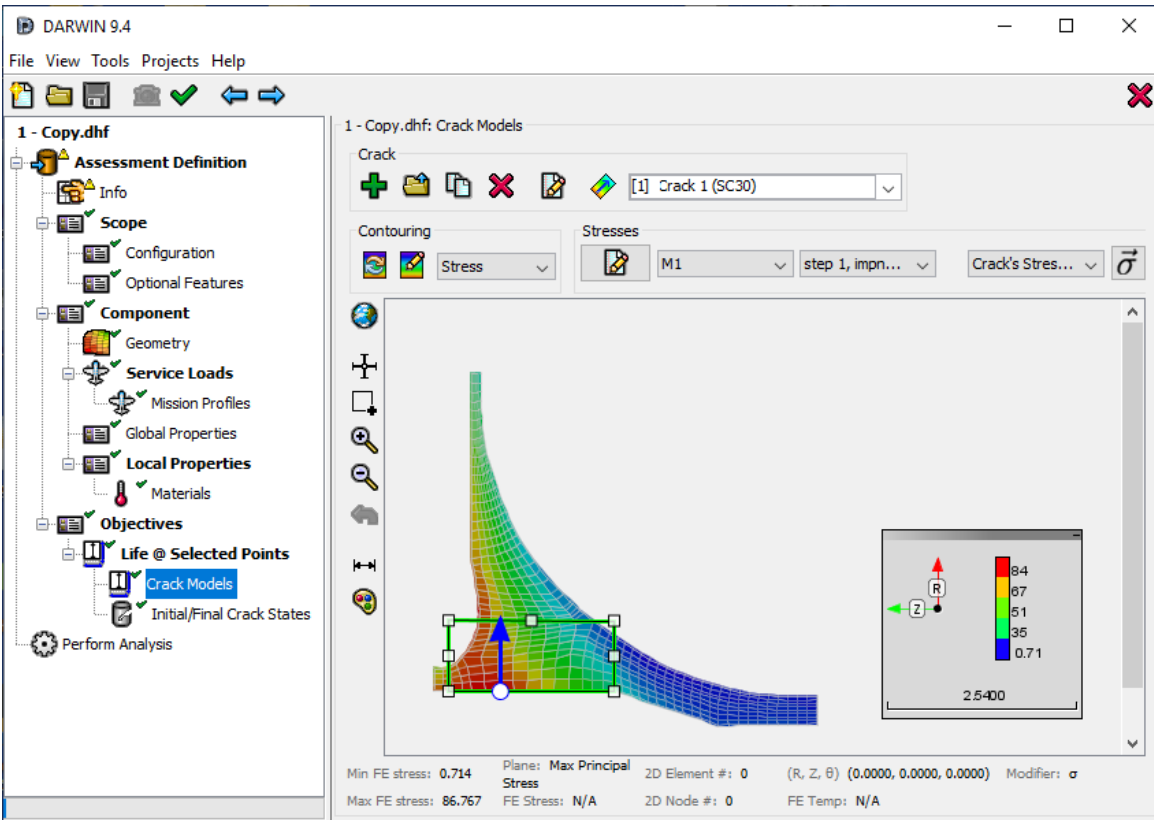 DARWIN 9.4
File View Tools Projects Help
1 - Copy.dhf
Assessment Definition
Info
Scope
Configuration
Optional Features
Component
Geometry
Service Loads
Mission Profiles
Global Properties
Local Properties
Materials
Objectives
Life @ Selected Points
Crack Models
Initial/Final Crack States
Perform Analysis
1 - Copy.dhf: Crack Models
Crack
[1] Crack 1 (SC30)
Contouring
Stress
Stresses
M1
step 1, impn...
Crack's Stres...
σ
R
Z
84
67
51
35
0.71
2.5400
Min FE stress: 0.714
Plane: Max Principal
Stress
2D Element #: 0
(R, Z, θ) (0.0000, 0.0000, 0.0000)
Modifier: σ
Max FE stress: 86.767
FE Stress: N/A
2D Node #: 0
FE Temp: N/A